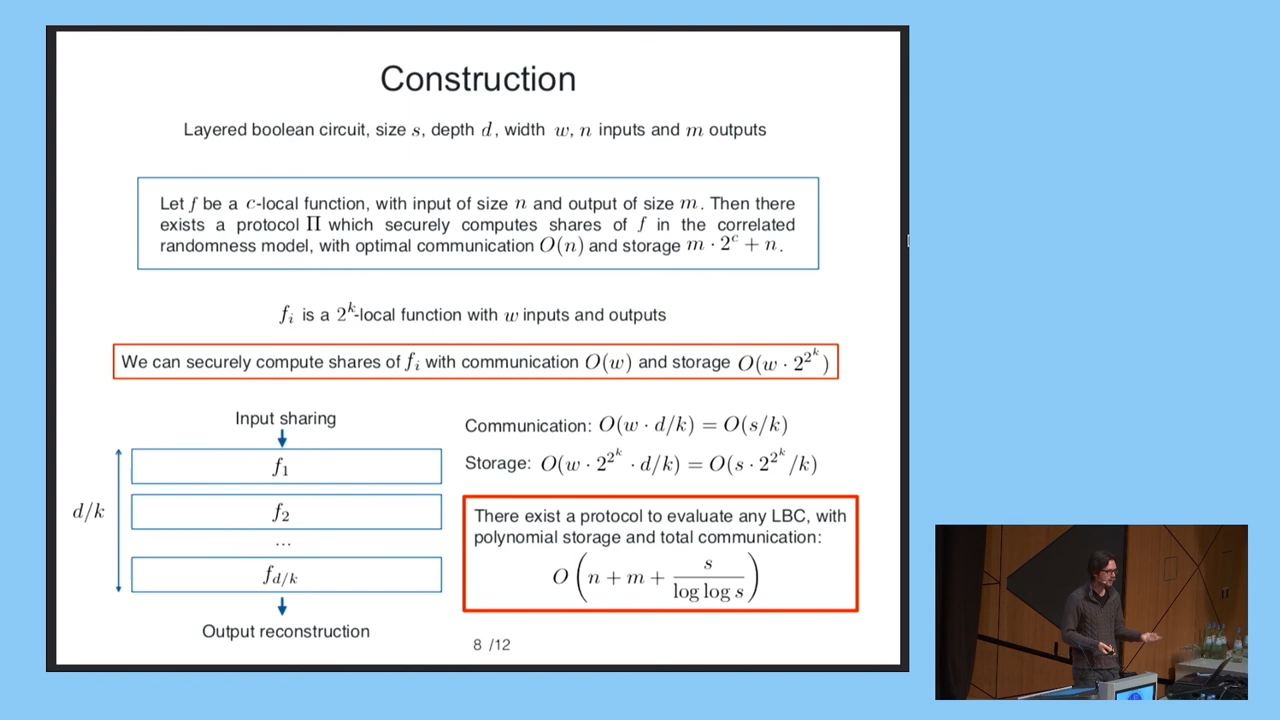 Construction
Layered boolean circuit, size s, depth d, width w, n inputs and m outputs
Let f be a c-local function, with input of size n and output of size m. Then there
exists a protocol Π which securely computes shares of f in the correlated
randomness model, with optimal communication O(n) and storage m · 2^c + n.
f_i is a 2^k-local function with w inputs and outputs
We can securely compute shares of f_i with communication O(w) and storage O(w · 2^{2^k})
Input sharing
f_1
f_2
...
f_{d/k}
d/k
Output reconstruction
Communication: O(w · d/k) = O(s/k)
Storage: O(w · 2^{2^k} · d/k) = O(s · 2^{2^k}/k)
There exist a protocol to evaluate any LBC, with
polynomial storage and total communication:
O(n + m + s / log log s)
8 /12